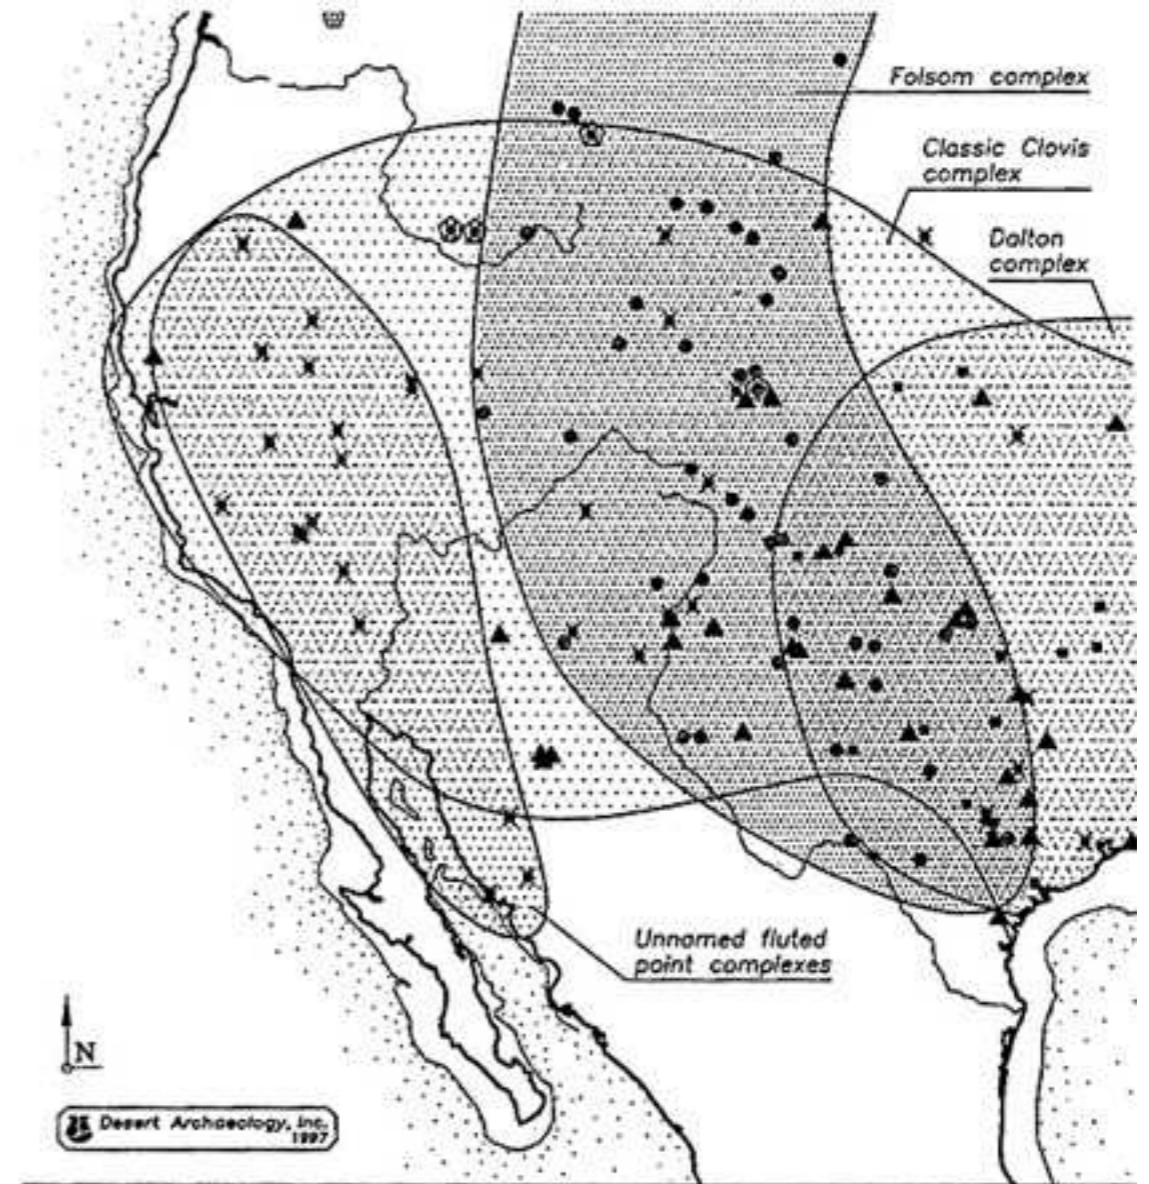 Folsom complex
Classic Clovis
complex
Dalton
complex
Unnamed fluted
point complexes
N
Desert Archaeology, Inc.
1997